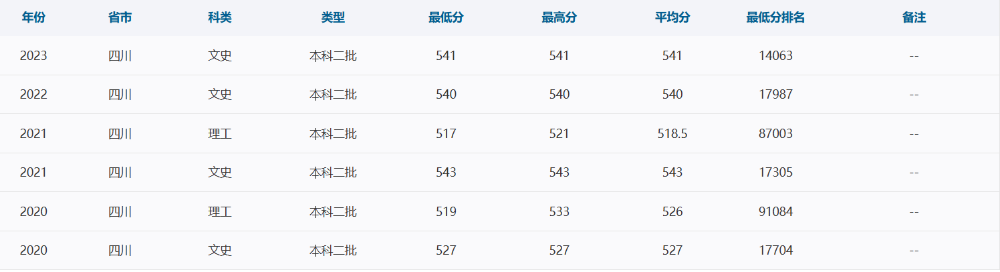 年份 省市 科类 类型 最低分 最高分 平均分 最低分排名 备注
2023 四川 文史 本科二批 541 541 541 14063 --
2022 四川 文史 本科二批 540 540 540 17987 --
2021 四川 理工 本科二批 517 521 518.5 87003 --
2021 四川 文史 本科二批 543 543 543 17305 --
2020 四川 理工 本科二批 519 533 526 91084 --
2020 四川 文史 本科二批 527 527 527 17704 --